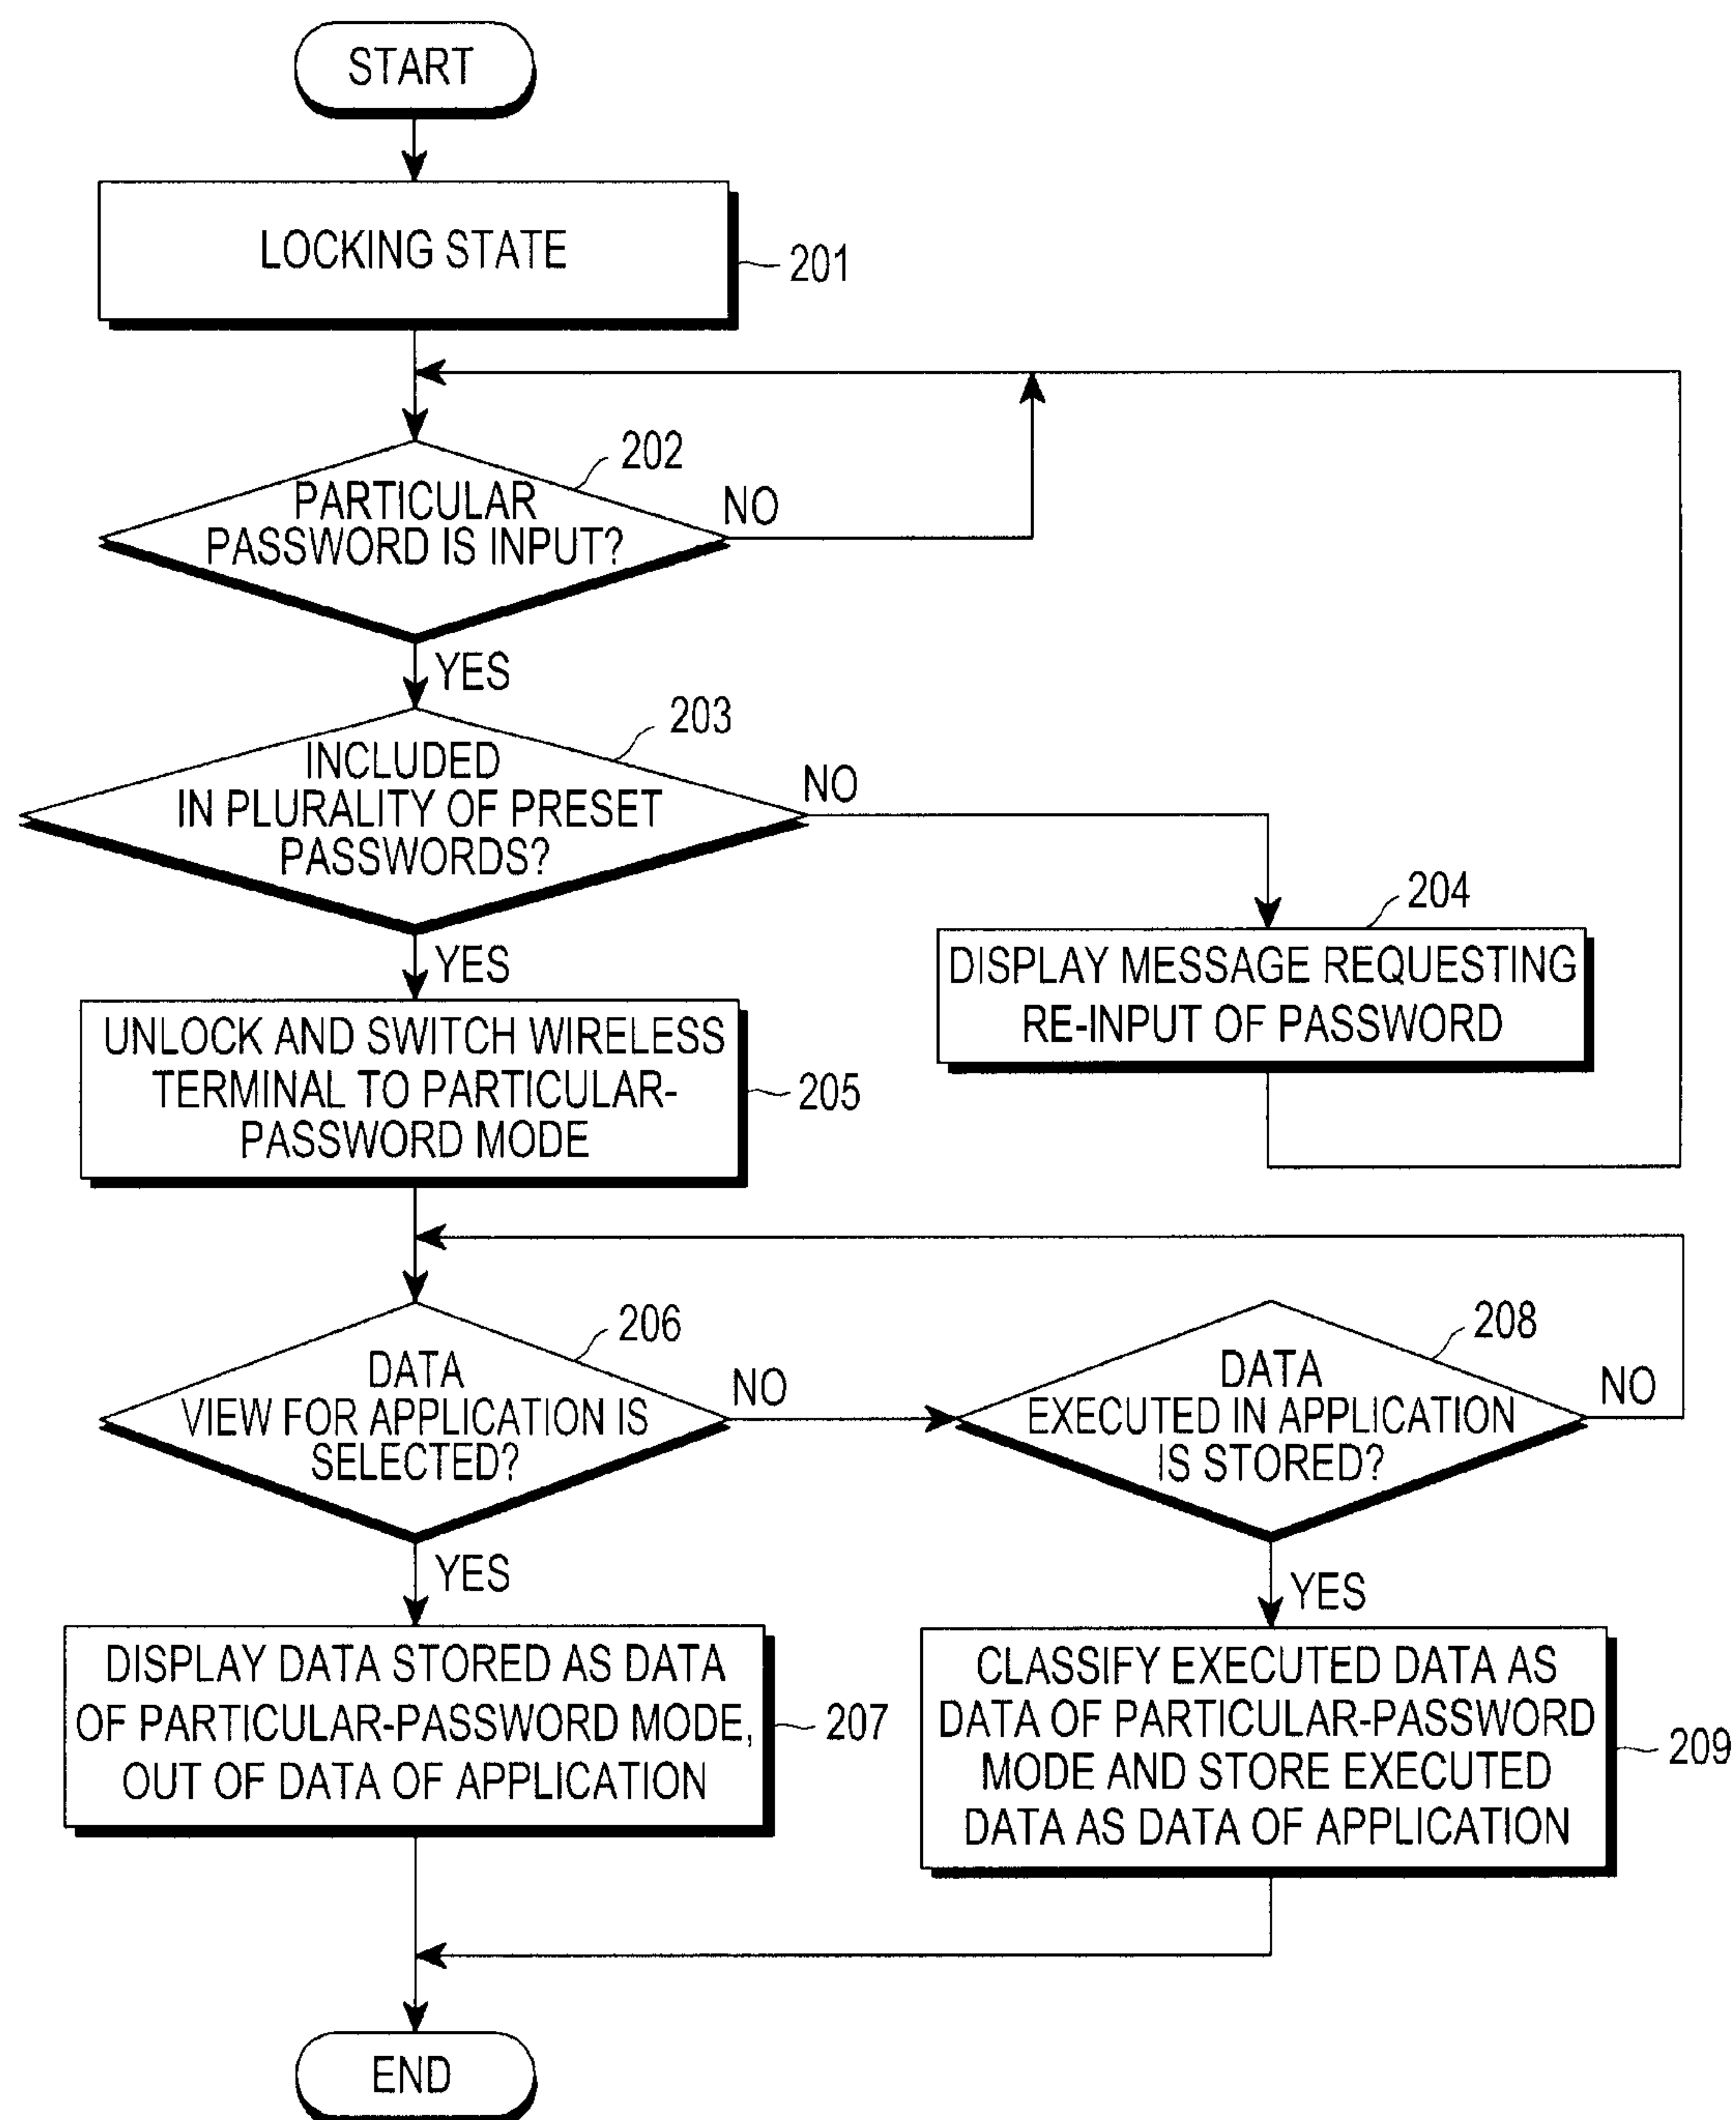 START
LOCKING STATE
201
202
PARTICULAR
PASSWORD IS INPUT?
NO
YES
203
INCLUDED
IN PLURALITY OF PRESET
PASSWORDS?
NO
204
DISPLAY MESSAGE REQUESTING
RE-INPUT OF PASSWORD
YES
UNLOCK AND SWITCH WIRELESS
TERMINAL TO PARTICULAR-
PASSWORD MODE
205
206
DATA
VIEW FOR APPLICATION IS
SELECTED?
NO
208
DATA
EXECUTED IN APPLICATION
IS STORED?
NO
YES
DISPLAY DATA STORED AS DATA
OF PARTICULAR-PASSWORD MODE,
OUT OF DATA OF APPLICATION
207
YES
CLASSIFY EXECUTED DATA AS
DATA OF PARTICULAR-PASSWORD
MODE AND STORE EXECUTED
DATA AS DATA OF APPLICATION
209
END